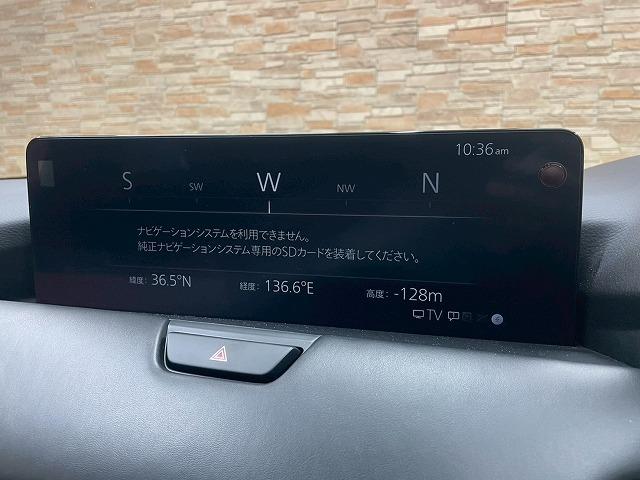 10:36 am
S SW W NW N
ナビゲーションシステムを利用できません。
純正ナビゲーションシステム専用のSDカードを装着してください。
緯度: 36.5°N 経度: 136.6°E 高度: -128m
TV